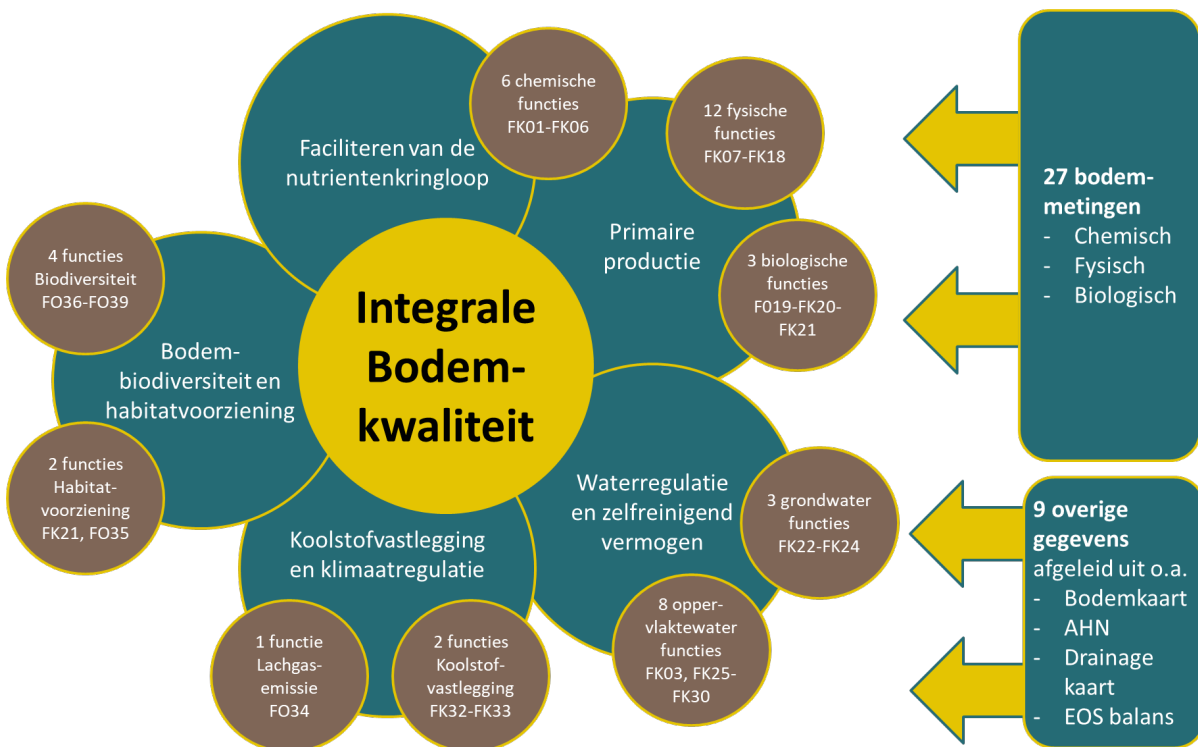 Integrale
Bodem-
kwaliteit
Faciliteren van de
nutrientenkringloop
6 chemische
functies
FK01-FK06
Primaire
productie
12 fysische
functies
FK07-FK18
3 biologische
functies
F019-FK20-
FK21
Waterregulatie
en zelfreinigend
vermogen
3 grondwater
functies
FK22-FK24
8 opper-
vlaktewater
functies
FK03, FK25-
FK30
Koolstofvastlegging
en klimaatregulatie
2 functies
Koolstof-
vastlegging
FK32-FK33
1 functie
Lachgas-
emissie
FO34
Bodem-
biodiversiteit en
habitatvoorziening
2 functies
Habitat-
voorziening
FK21, FO35
4 functies
Biodiversiteit
FO36-FO39
27 bodem-
metingen
- Chemisch
- Fysisch
- Biologisch
9 overige
gegevens
afgeleid uit o.a.
- Bodemkaart
- AHN
- Drainage
kaart
- EOS balans